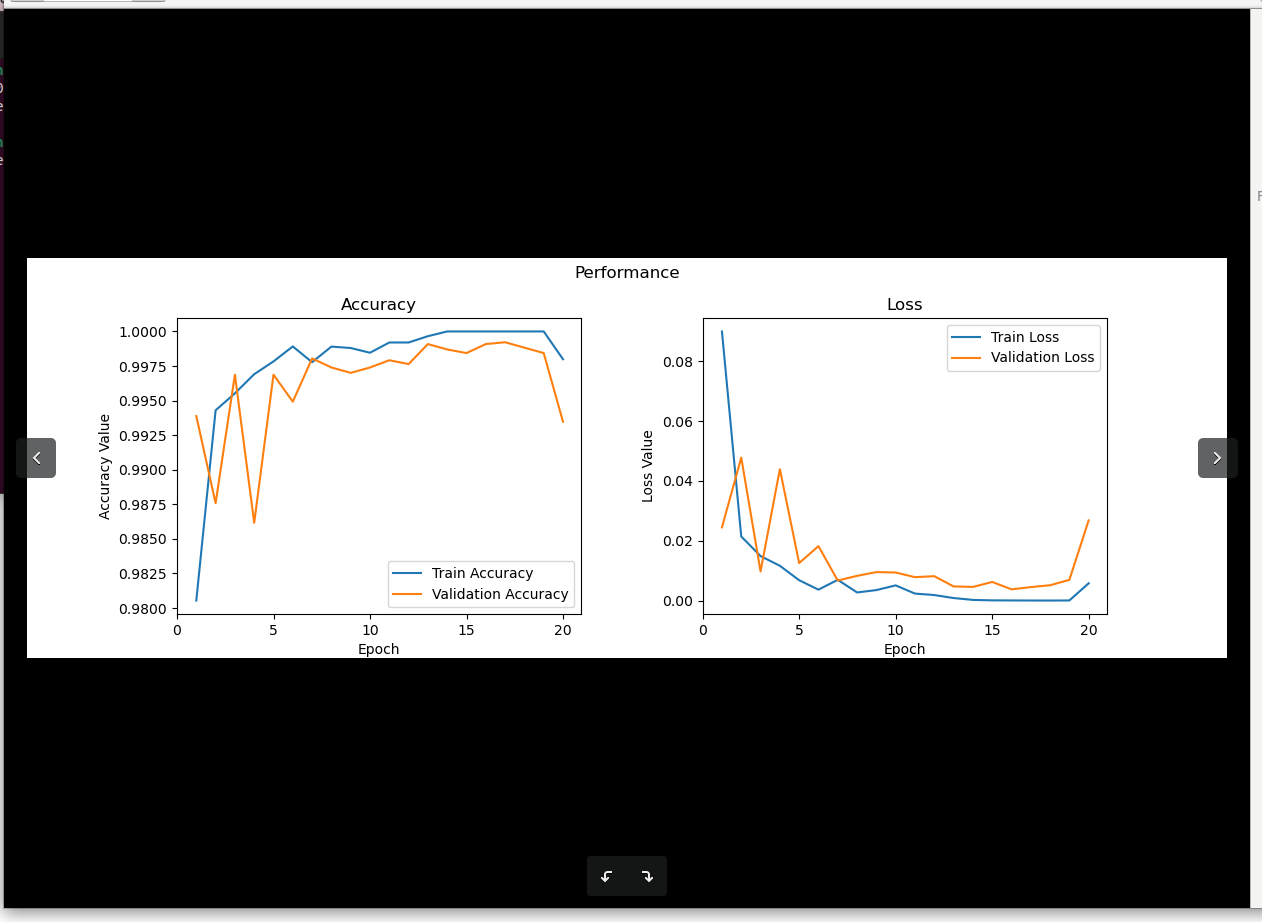 Performance
Accuracy
1.0000
0.9975
0.9950
0.9925
0.9900
0.9875
0.9850
0.9825
0.9800
Accuracy Value
0 5 10 15 20
Epoch
Train Accuracy
Validation Accuracy
Loss
0.08
0.06
0.04
0.02
0.00
Loss Value
0 5 10 15 20
Epoch
Train Loss
Validation Loss